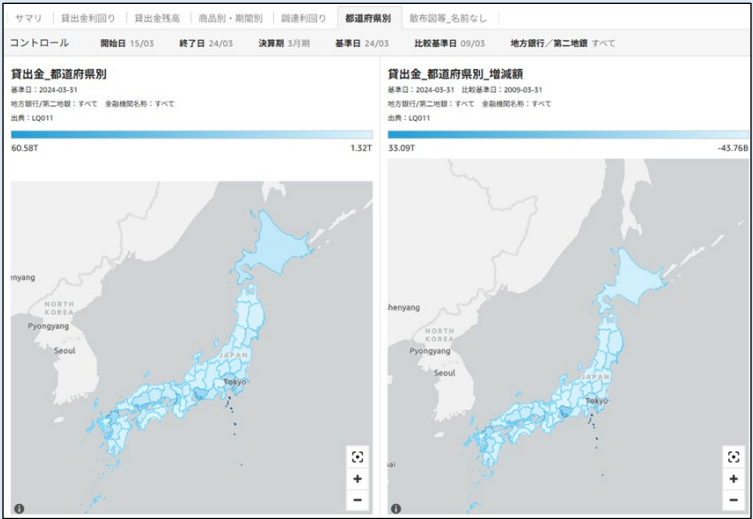 サマリ 貸出金利回り 貸出金残高 商品別・期間別 調達利回り 都道府県別 散布図等_名前なし
コントロール 開始日 15/03 終了日 24/03 決算期 3月期 基準日 24/03 比較基準日 09/03 地方銀行／第二地銀 すべて
貸出金_都道府県別
基準日：2024-03-31
地方銀行/第二地銀：すべて 金融機関名称：すべて
出典：LQ011
60.58T 1.32T
enyang
NORTH
KOREA
Pyongyang
Seoul
JAPAN
Tokyo
貸出金_都道府県別_増減額
基準日：2024-03-31 比較基準日：2009-03-31
地方銀行/第二地銀：すべて 金融機関名称：すべて
出典：LQ011
33.09T -43.76B
henyang
NORTH
KOREA
Pyongyang
Seoul
JAPAN
Tokyo
ai